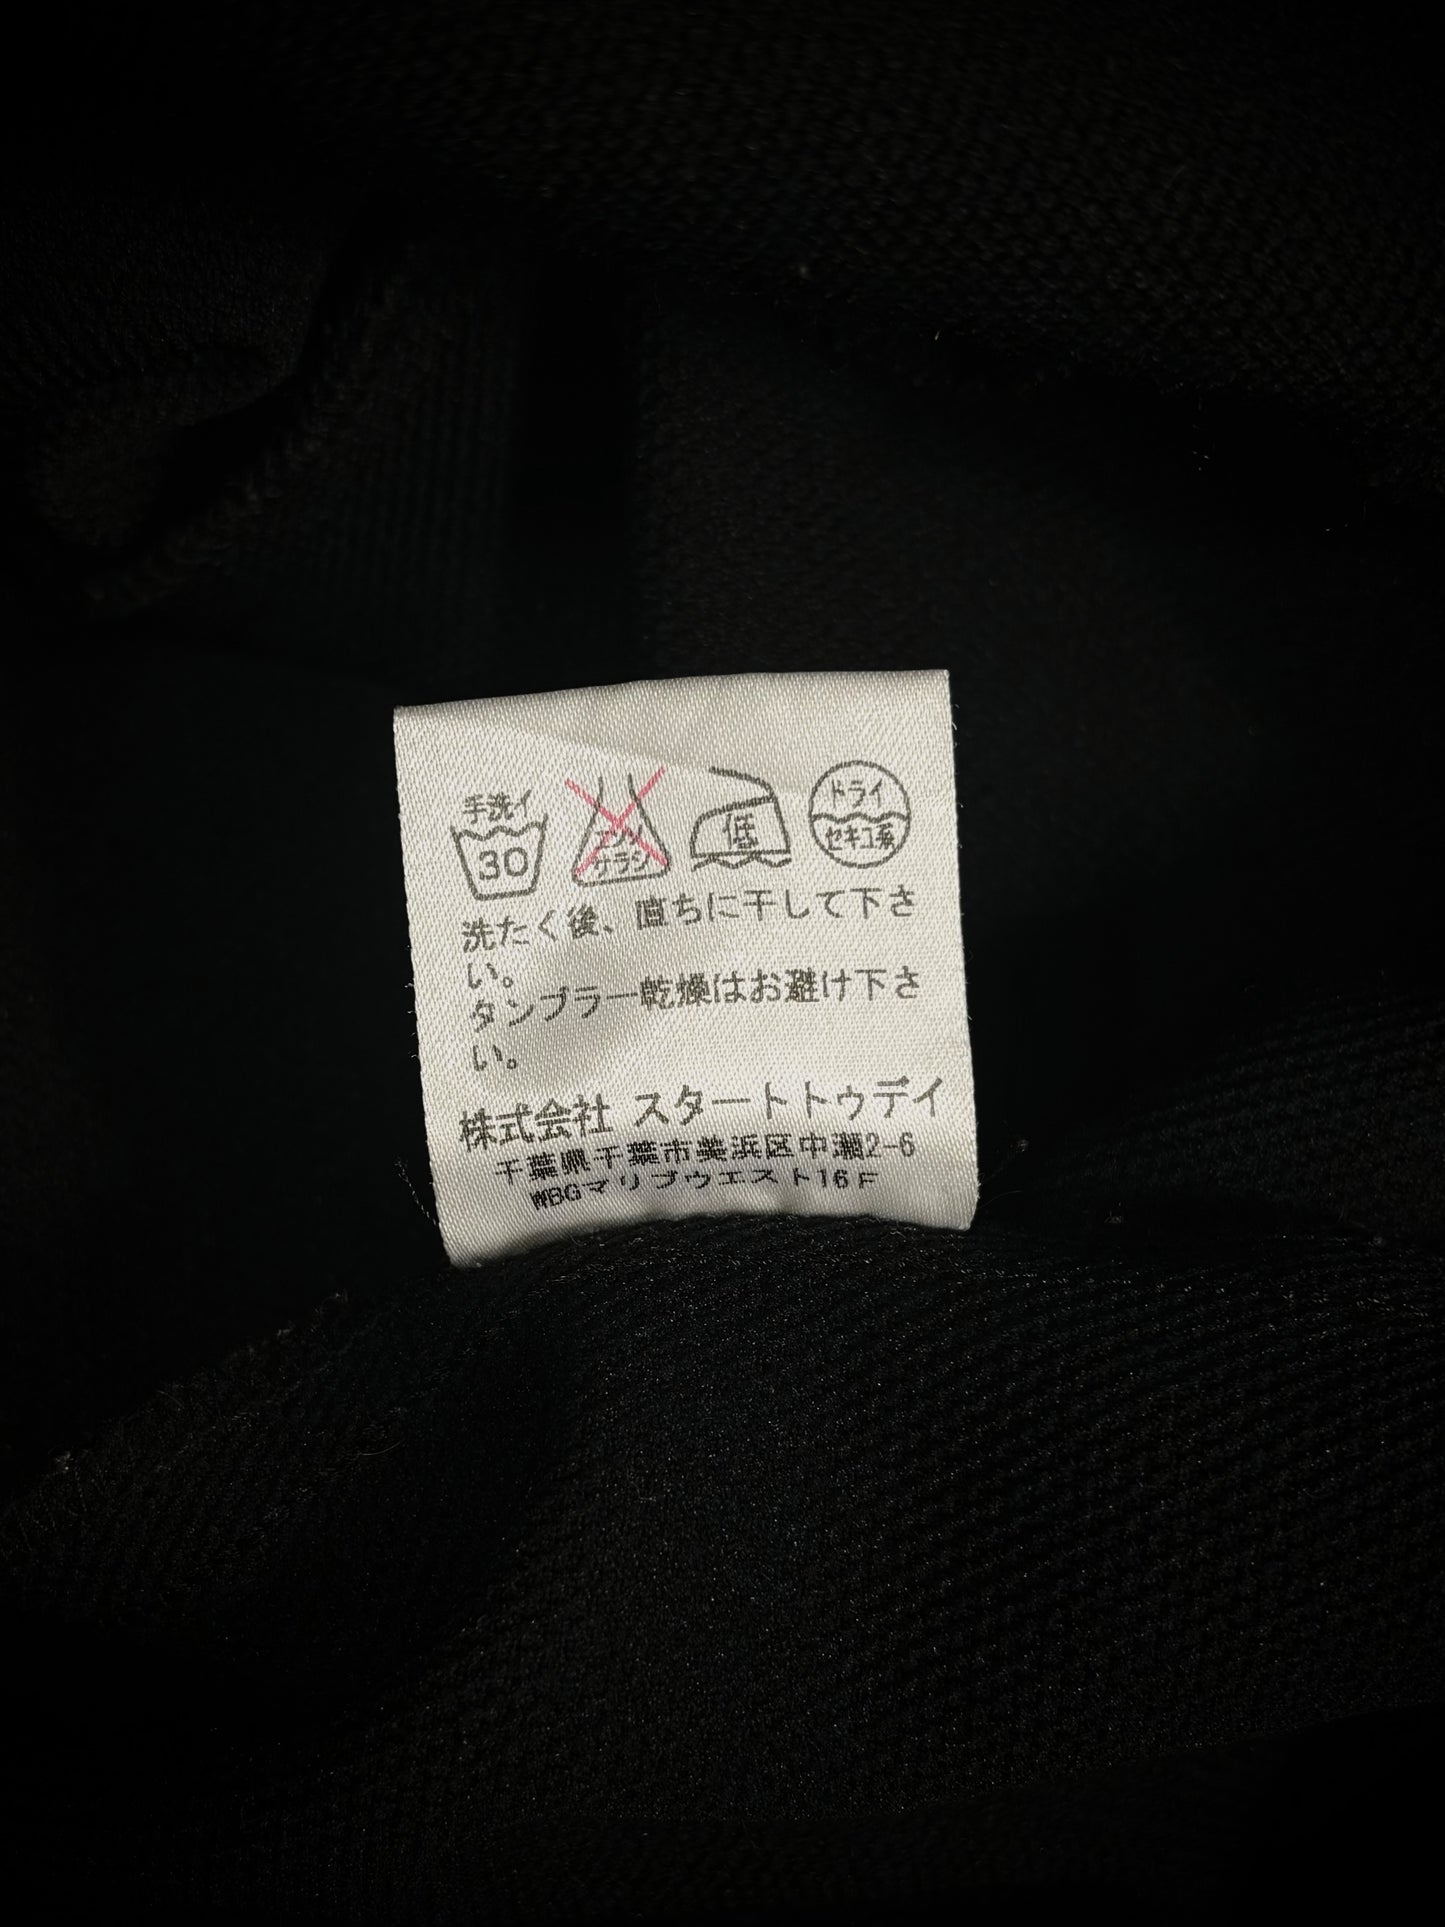 手洗イ
30
エンソ
サラシ
低
ドライ
セキユ系
洗たく後、直ちに干して下さ
い。
タンブラー乾燥はお避け下さ
い。
株式会社 スタートトゥデイ
千葉県千葉市美浜区中瀬2-6
WBGマリブウエスト16F